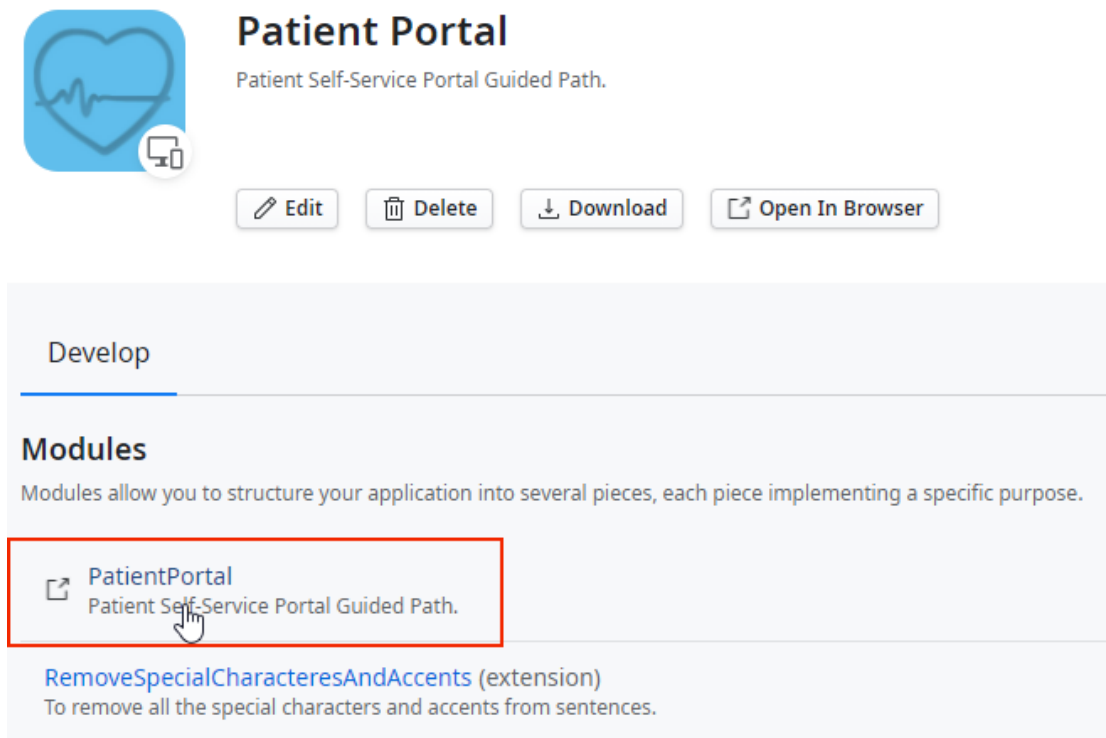 Patient Portal
Patient Self-Service Portal Guided Path.
Edit
Delete
Download
Open In Browser
Develop
Modules
Modules allow you to structure your application into several pieces, each piece implementing a specific purpose.
PatientPortal
Patient Self-Service Portal Guided Path.
RemoveSpecialCharacteresAndAccents (extension)
To remove all the special characters and accents from sentences.